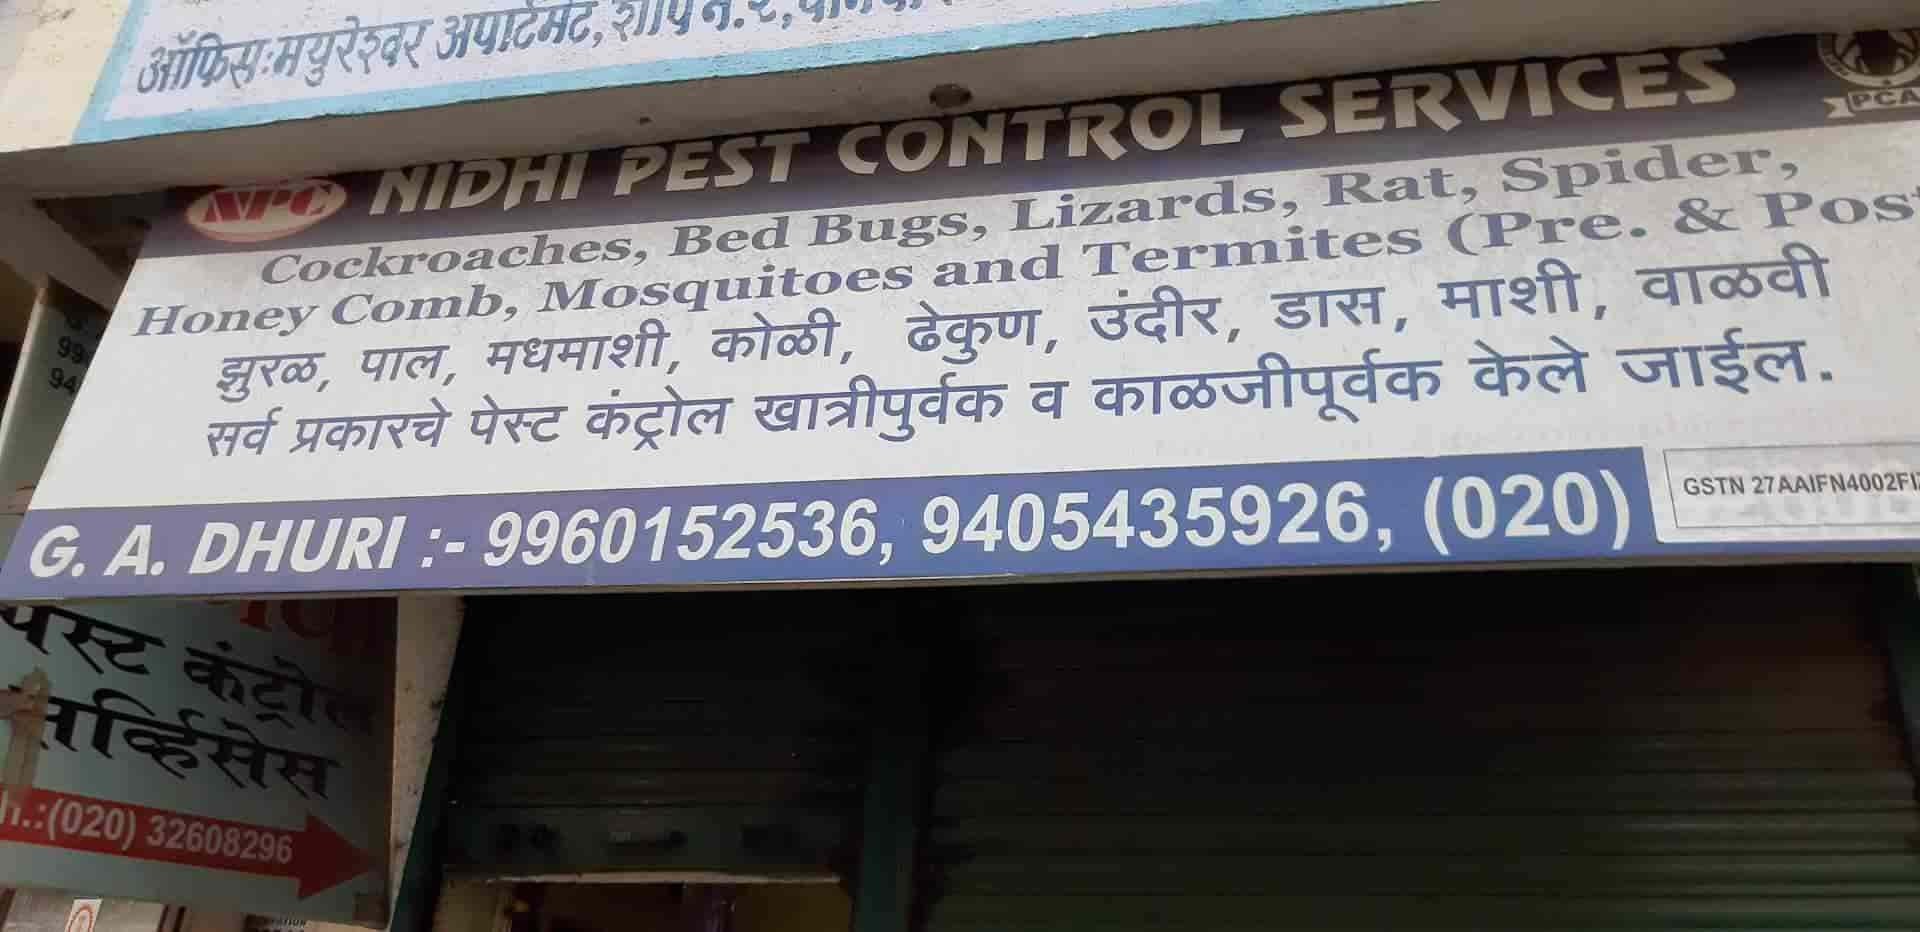 ऑफिस:मयुरेश्वर अपार्टमेंट, शॉप नं.२,
NPC NIDHI PEST CONTROL SERVICES
PCA
Cockroaches, Bed Bugs, Lizards, Rat, Spider,
Honey Comb, Mosquitoes and Termites (Pre. & Post
झुरळ, पाल, मधमाशी, कोळी, ढेकुण, उंदीर, डास, माशी, वाळवी
सर्व प्रकारचे पेस्ट कंट्रोल खात्रीपुर्वक व काळजीपूर्वक केले जाईल.
G. A. DHURI :- 9960152536, 9405435926, (020)
GSTN 27AAIFN4002F
पेस्ट कंट्रोल
सर्व्हिसेस
h.:(020) 32608296